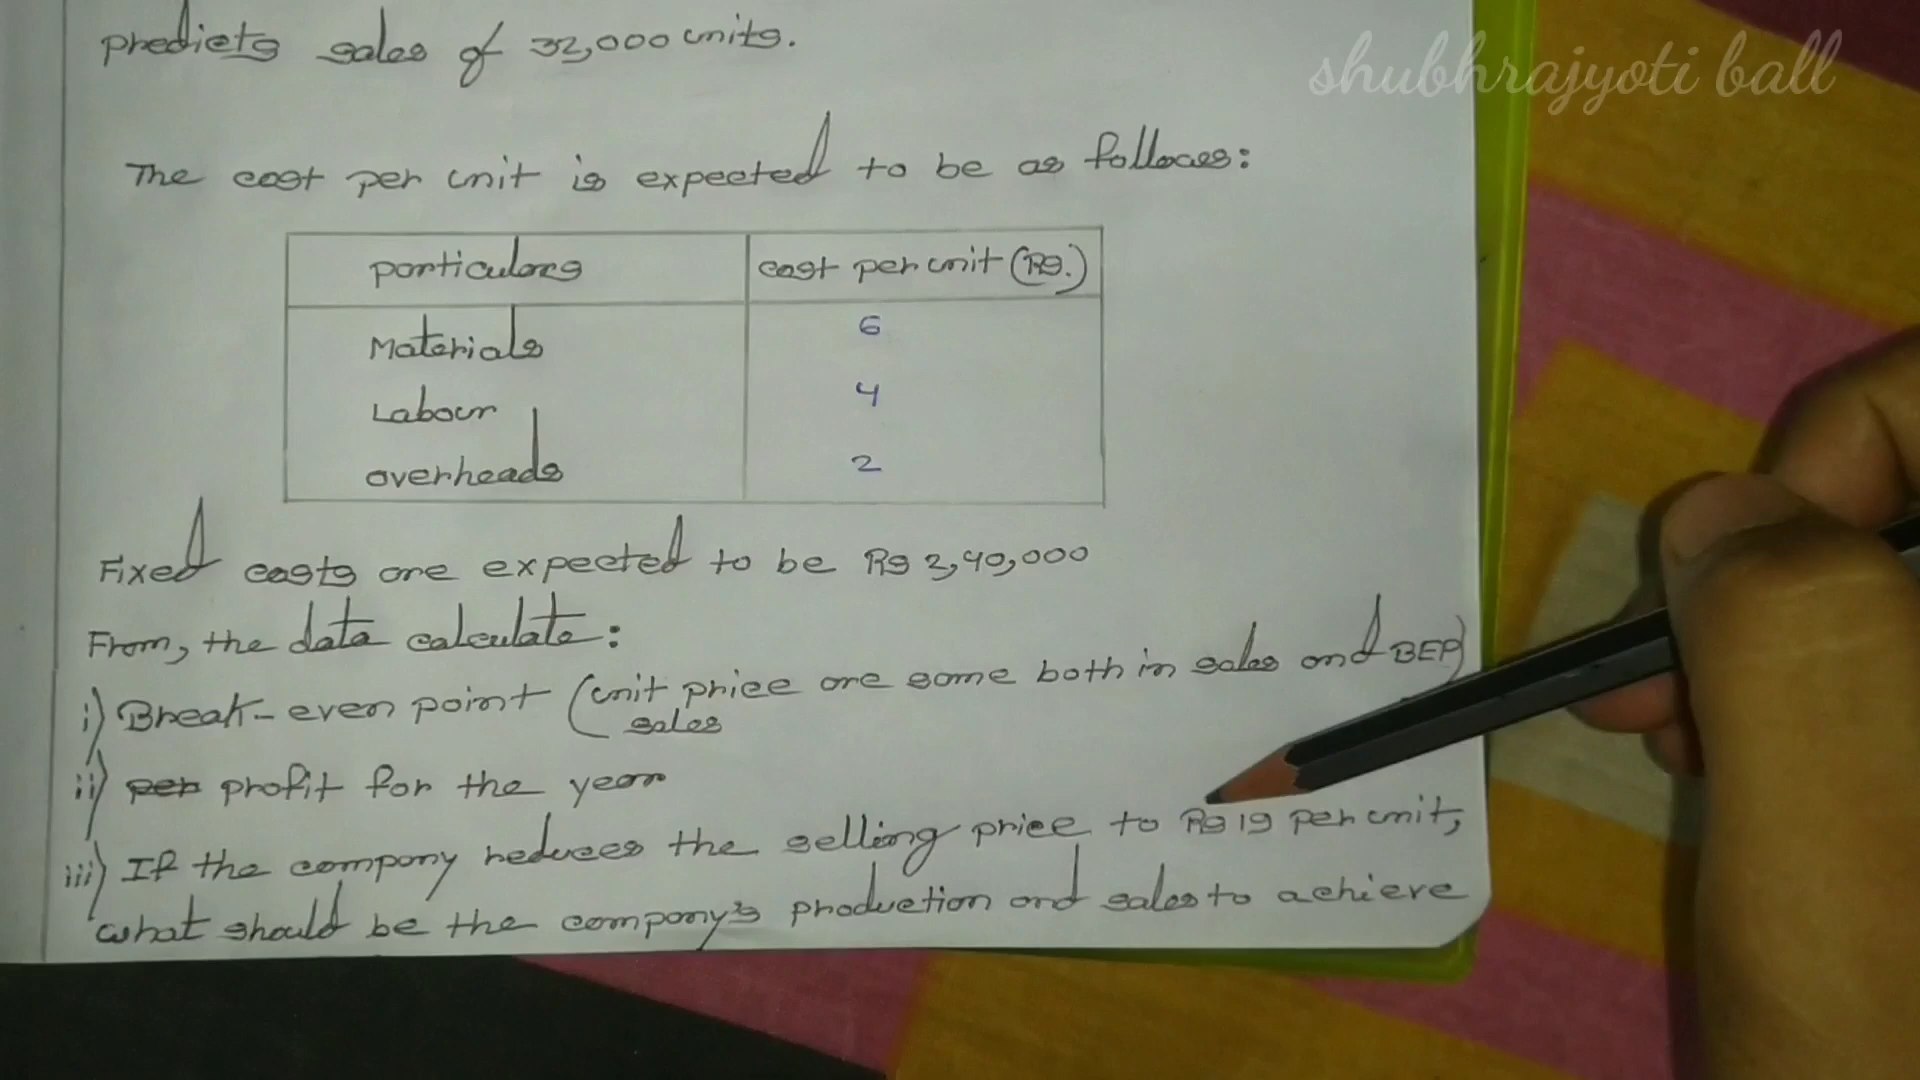 predicts sales of 32,000 units.
shubhrajyoti ball
The cost per unit is expected to be as follows:
particulars cost per unit (Rs.)
Materials 6
Labour 4
overheads 2
Fixed costs are expected to be Rs 2,40,000
From, the data calculate:
i) Break-even point (unit price are same both in sales and BEP)
sales
ii) per profit for the year
iii) If the company reduces the selling price to Rs 19 per unit,
what should be the company's production and sales to achieve